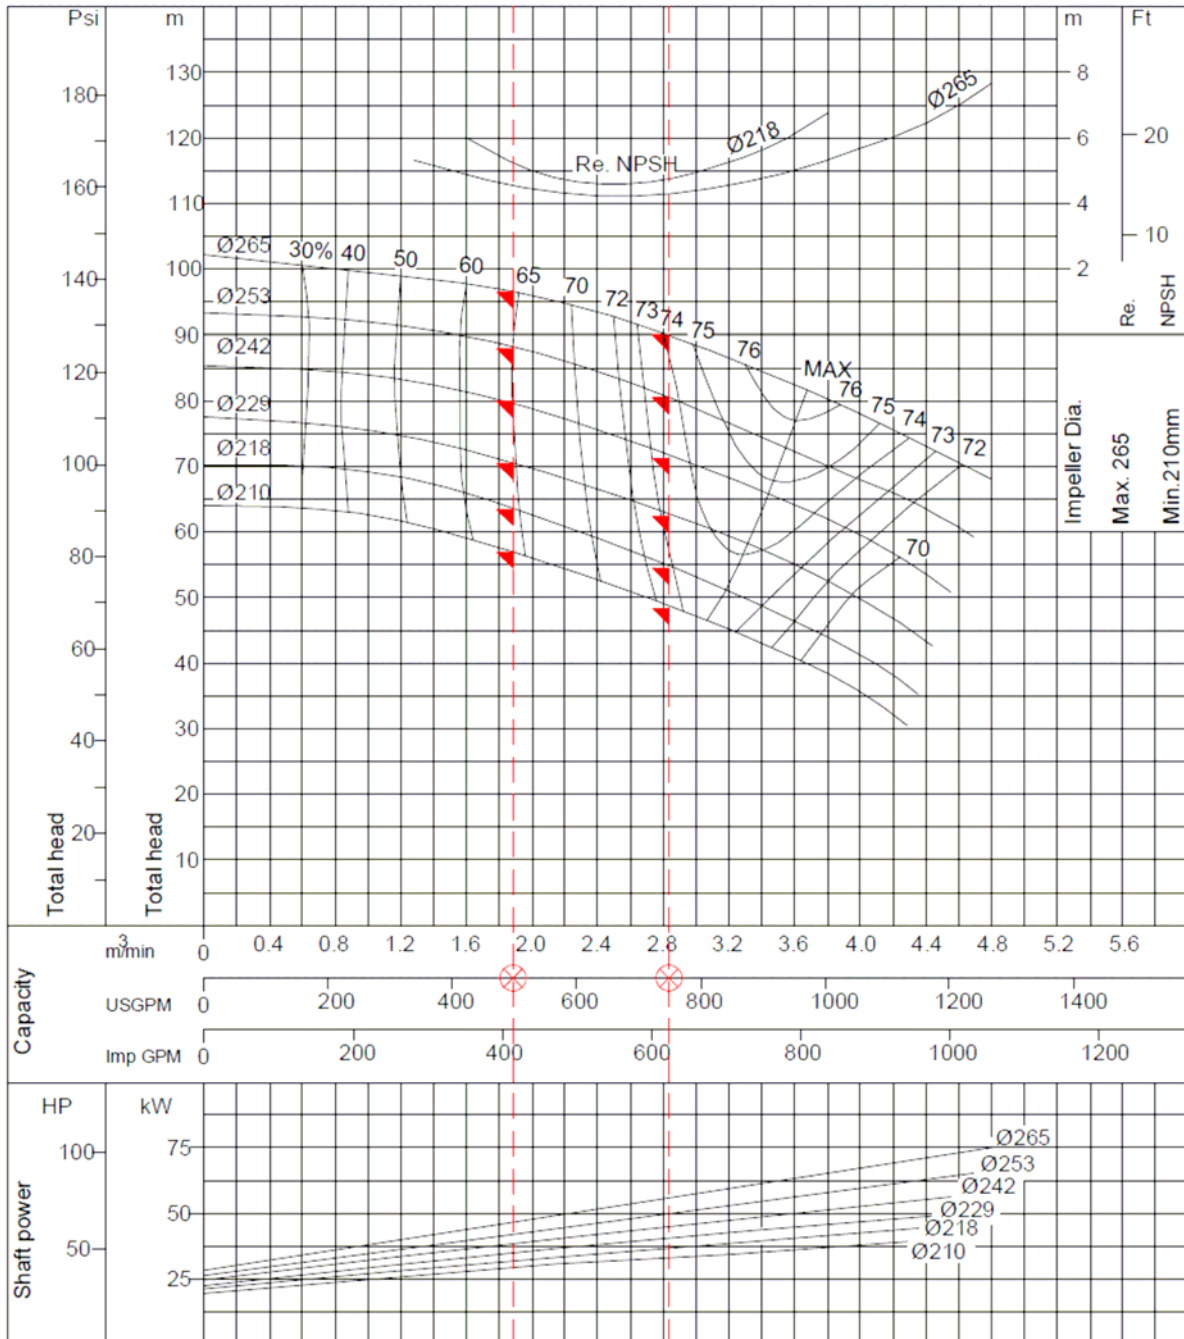 Psi m m Ft
130 8
180
Ø265
120 6 20
Ø218
Re. NPSH
160
110 4
10
Ø265 30% 40 50 60 65 70 72 73 74 75 76
100 2
140
Ø253
90
Ø242
MAX
120 80
76 75 74 73 72
Ø229
Ø218
100 70
Ø210
60
80 70
50
60
40
30
40
20
20
10
Total head
Total head
Re. NPSH
Impeller Dia.
Max. 265
Min.210mm
Capacity
m³/min 0 0.4 0.8 1.2 1.6 2.0 2.4 2.8 3.2 3.6 4.0 4.4 4.8 5.2 5.6
USGPM 0 200 400 600 800 1000 1200 1400
Imp GPM 0 200 400 600 800 1000 1200
HP kW
Shaft power
100 75
50 50
25
Ø265
Ø253
Ø242
Ø229
Ø218
Ø210